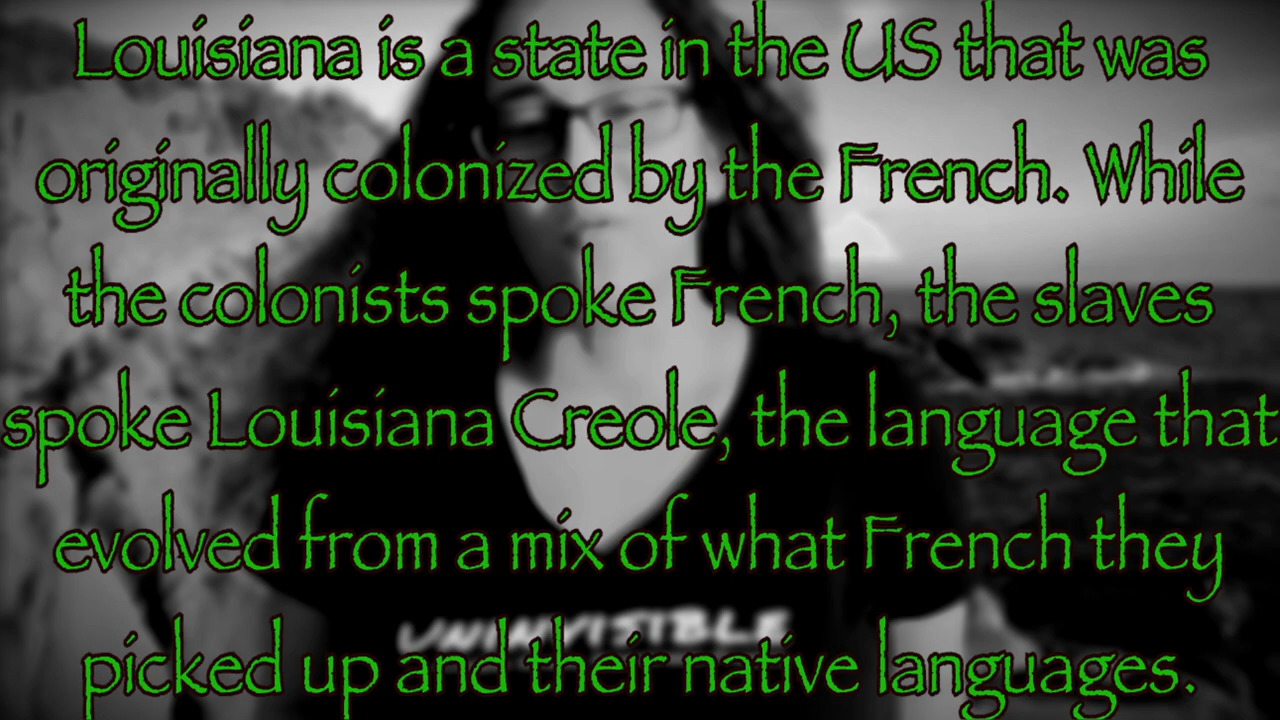 Louisiana is a state in the US that was
originally colonized by the French. While
the colonists spoke French, the slaves
spoke Louisiana Creole, the language that
evolved from a mix of what French they
UNINVISIBLE
picked up and their native languages.